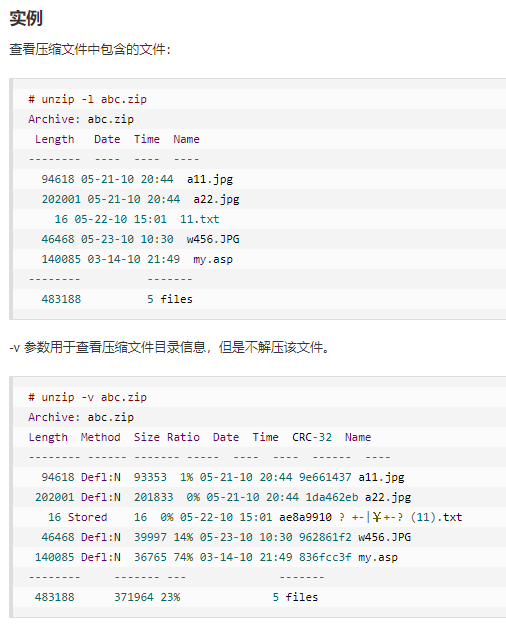 实例
查看压缩文件中包含的文件：
# unzip -l abc.zip
Archive: abc.zip
Length   Date  Time  Name
--------  ----  ----  ----
94618 05-21-10 20:44  a11.jpg
202001 05-21-10 20:44  a22.jpg
16 05-22-10 15:01  11.txt
46468 05-23-10 10:30  w456.JPG
140085 03-14-10 21:49  my.asp
--------          -------
483188          5 files
-v 参数用于查看压缩文件目录信息，但是不解压该文件。
# unzip -v abc.zip
Archive: abc.zip
Length  Method  Size Ratio  Date  Time  CRC-32  Name
-------- ------ ------- -----  ----  ----  ------  ----
94618 Defl:N  93353  1% 05-21-10 20:44 9e661437 a11.jpg
202001 Defl:N  201833  0% 05-21-10 20:44 1da462eb a22.jpg
16 Stored    16  0% 05-22-10 15:01 ae8a9910 ? +-|¥+-? (11).txt
46468 Defl:N  39997 14% 05-23-10 10:30 962861f2 w456.JPG
140085 Defl:N  36765 74% 03-14-10 21:49 836fcc3f my.asp
--------     ------- ---              -------
483188      371964 23%              5 files